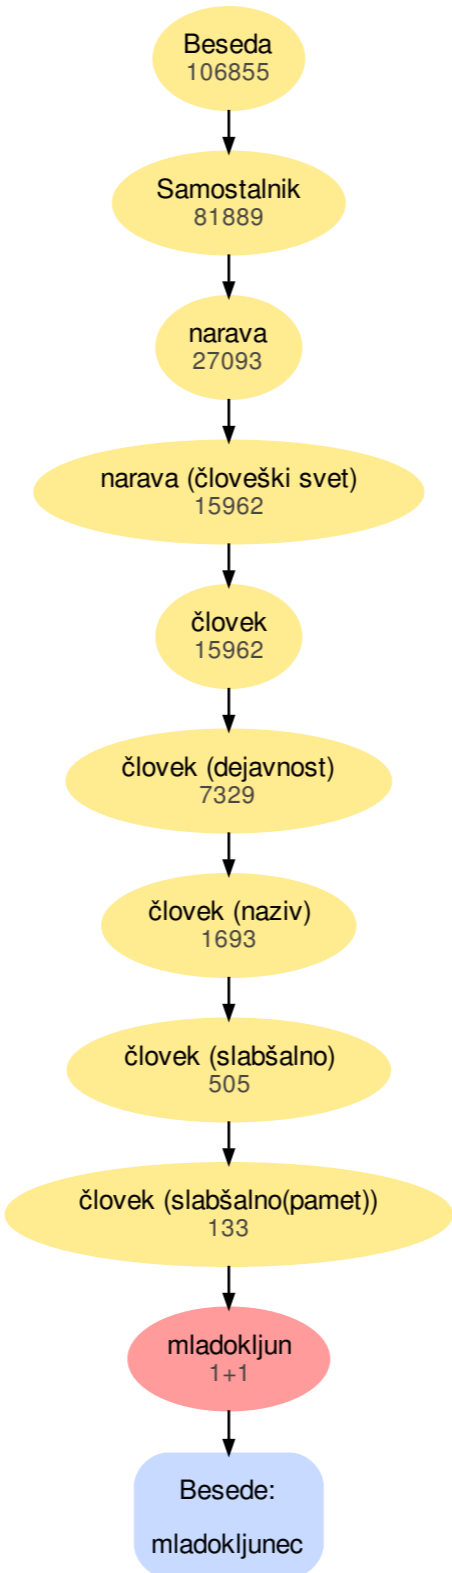 Beseda
106855
Samostalnik
81889
narava
27093
narava (človeški svet)
15962
človek
15962
človek (dejavnost)
7329
človek (naziv)
1693
človek (slabšalno)
505
človek (slabšalno(pamet))
133
mladokljun
1+1
Besede:
mladokljunec